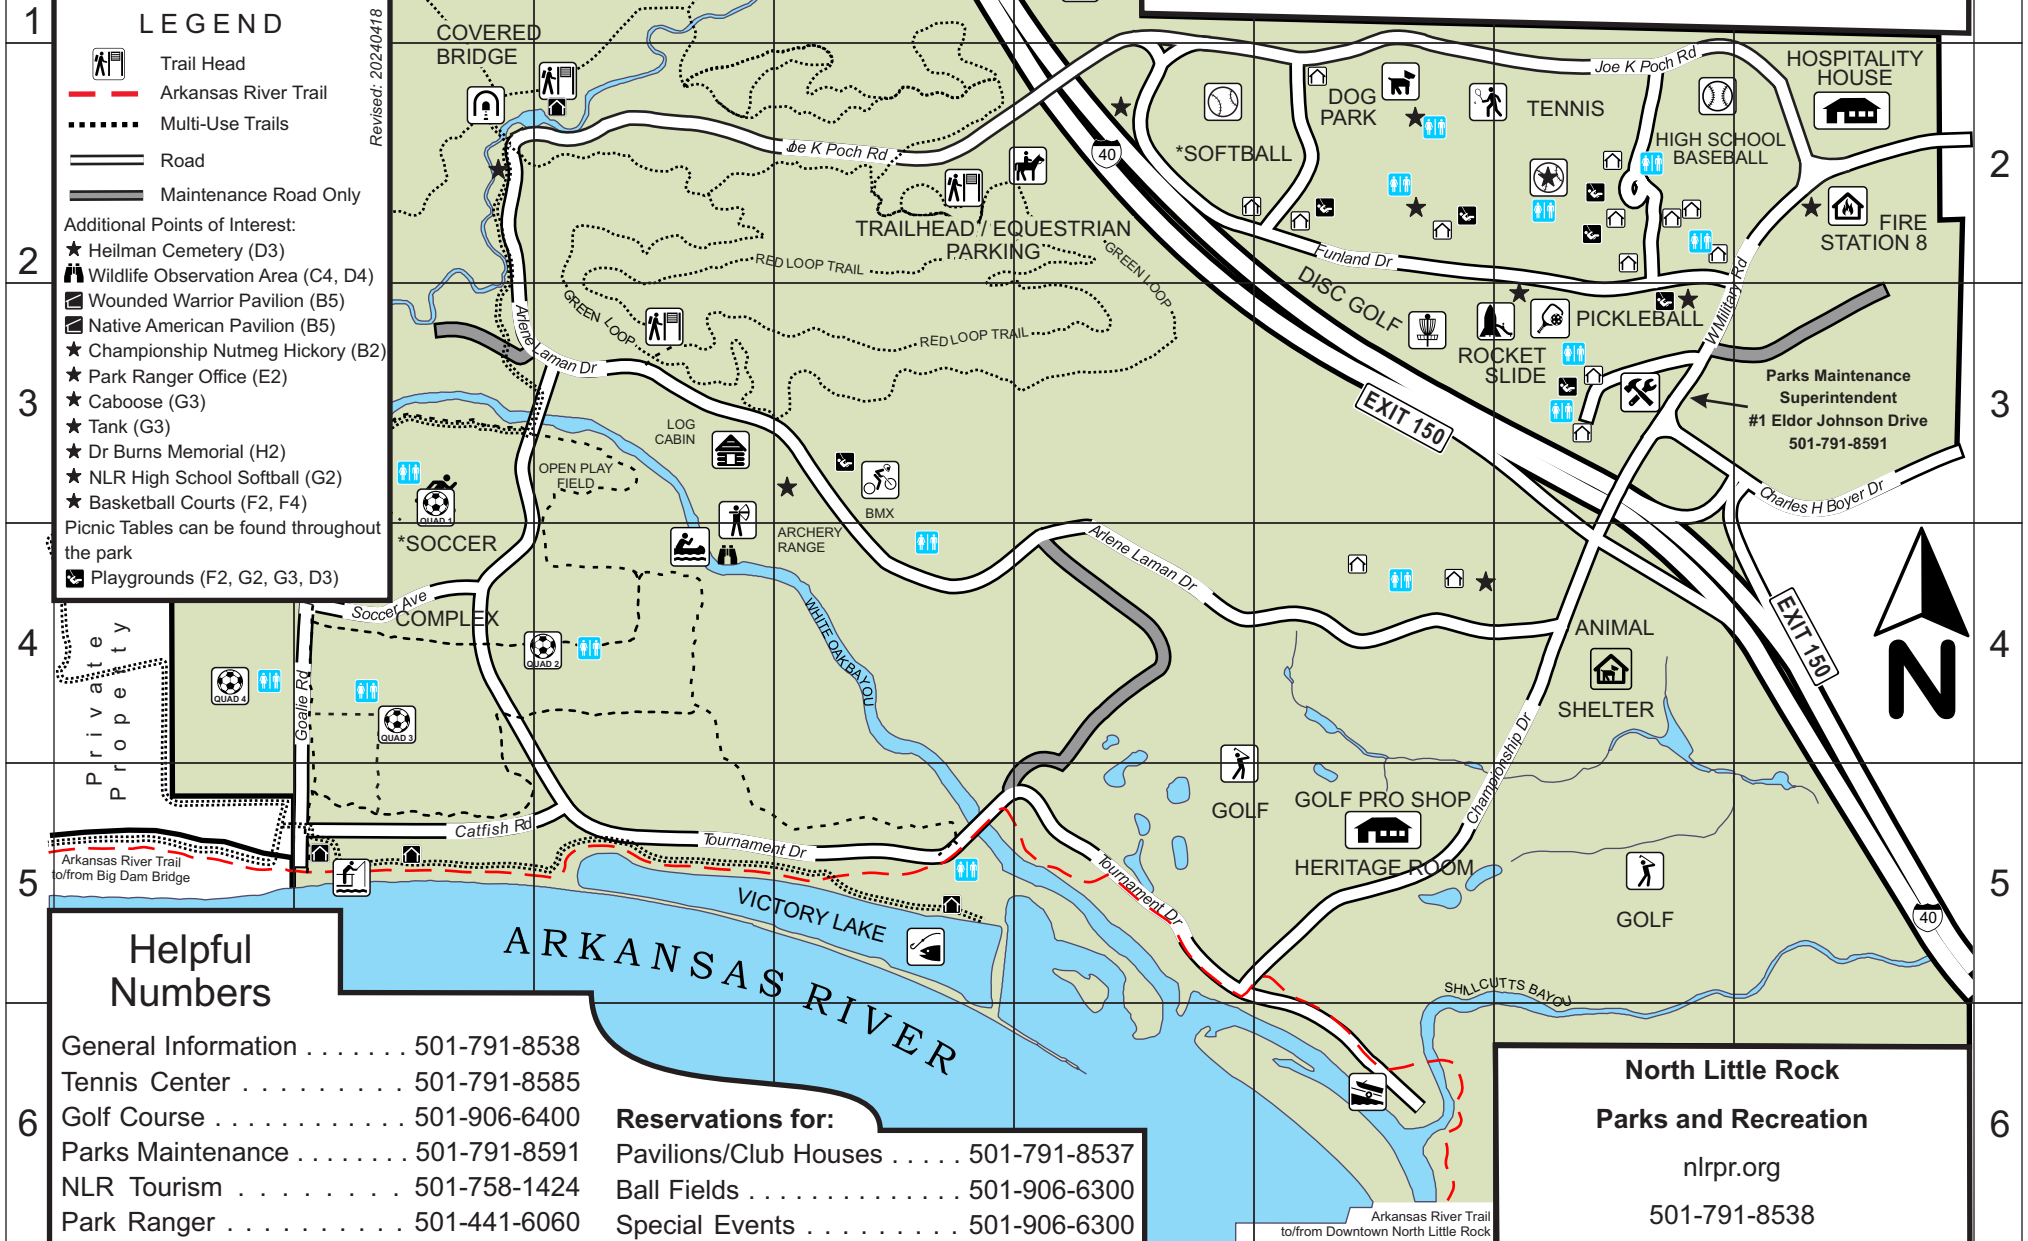 LEGEND
Trail Head
Arkansas River Trail
Multi-Use Trails
Road
Maintenance Road Only
Additional Points of Interest:
Heilman Cemetery (D3)
Wildlife Observation Area (C4, D4)
Wounded Warrior Pavilion (B5)
Native American Pavilion (B5)
Championship Nutmeg Hickory (B2)
Park Ranger Office (E2)
Caboose (G3)
Tank (G3)
Dr Burns Memorial (H2)
NLR High School Softball (G2)
Basketball Courts (F2, F4)
Picnic Tables can be found throughout
the park
Playgrounds (F2, G2, G3, D3)
Revised: 20240418
1
2
2
3
4
5
6
2
3
4
5
6
COVERED
BRIDGE
Joe K Poch Rd
TRAILHEAD / EQUESTRIAN
PARKING
RED LOOP TRAIL
GREEN LOOP
GREEN LOOP
RED LOOP TRAIL
Arlene Laman Dr
40
*SOFTBALL
DOG
PARK
TENNIS
Joe K Poch Rd
HOSPITALITY
HOUSE
HIGH SCHOOL
BASEBALL
FIRE
STATION 8
Funland Dr
DISC GOLF
ROCKET
SLIDE
PICKLEBALL
W Military Rd
Parks Maintenance
Superintendent
#1 Eldor Johnson Drive
501-791-8591
EXIT 150
Charles H Boyer Dr
LOG
CABIN
OPEN PLAY
FIELD
BMX
ARCHERY
RANGE
QUAD 1
*SOCCER
COMPLEX
Soccer Ave
QUAD 2
QUAD 3
QUAD 4
Goalie Rd
Private
Property
WHITE OAK BAYOU
Arlene Laman Dr
ANIMAL
SHELTER
EXIT 150
N
Championship Dr
GOLF
GOLF PRO SHOP
HERITAGE ROOM
GOLF
40
Catfish Rd
Tournament Dr
Tournament Dr
Arkansas River Trail
to/from Big Dam Bridge
VICTORY LAKE
ARKANSAS RIVER
SHILLCUTTS BAYOU
Helpful
Numbers
General Information . . . . . . . 501-791-8538
Tennis Center . . . . . . . . . 501-791-8585
Golf Course . . . . . . . . . . . . 501-906-6400
Parks Maintenance . . . . . . . . 501-791-8591
NLR Tourism . . . . . . . . 501-758-1424
Park Ranger . . . . . . . . . . 501-441-6060
Reservations for:
Pavilions/Club Houses . . . . . 501-791-8537
Ball Fields . . . . . . . . . . . . . . 501-906-6300
Special Events . . . . . . . . . 501-906-6300
Arkansas River Trail
to/from Downtown North Little Rock
North Little Rock
Parks and Recreation
nlrpr.org
501-791-8538